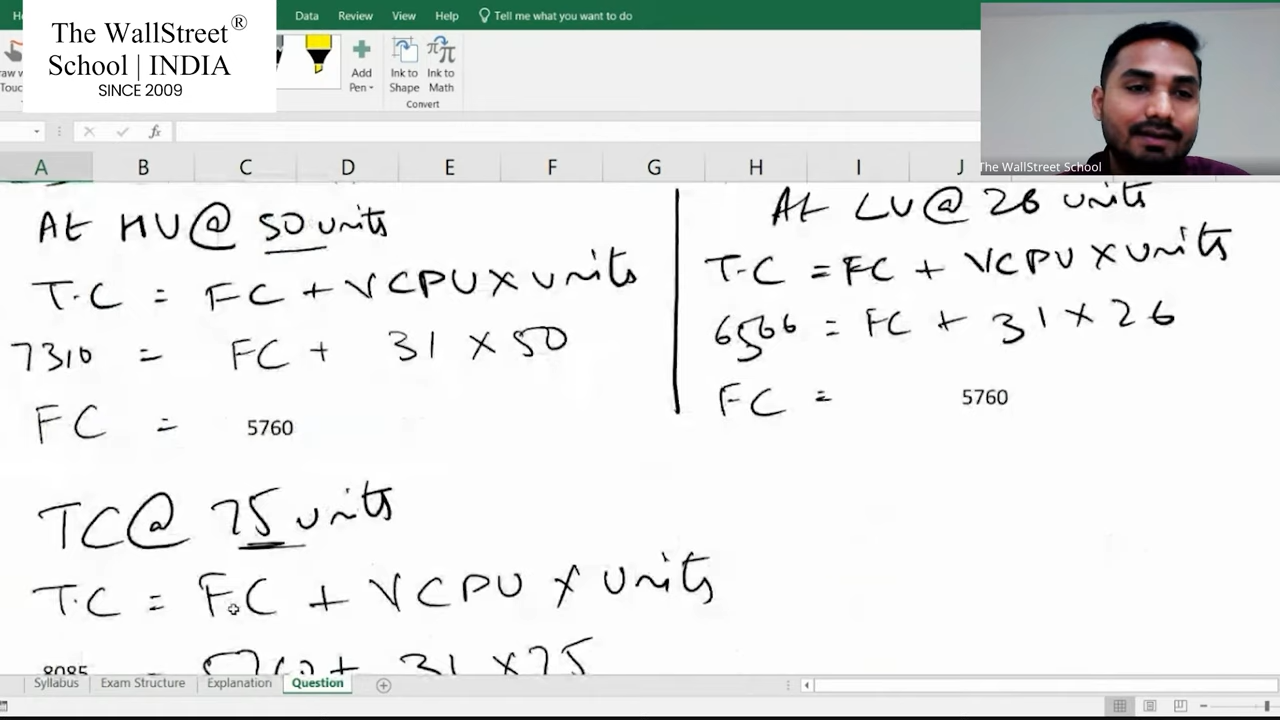 The WallStreet®
School | INDIA
SINCE 2009
Data Review View Help Tell me what you want to do
Add Pen
Ink to Shape
Ink to Math
Convert
The WallStreet School
fx
A B C D E F G H I J
At HV @ 50 units
T.C = FC + VCPU x units
7310 = FC + 31 x 50
FC = 5760
At LV @ 26 units
T.C = FC + VCPU x units
6566 = FC + 31 x 26
FC = 5760
TC @ 75 units
T.C = F.C + VCPU x units
8085 = 5760 + 31 x 75
Syllabus Exam Structure Explanation Question